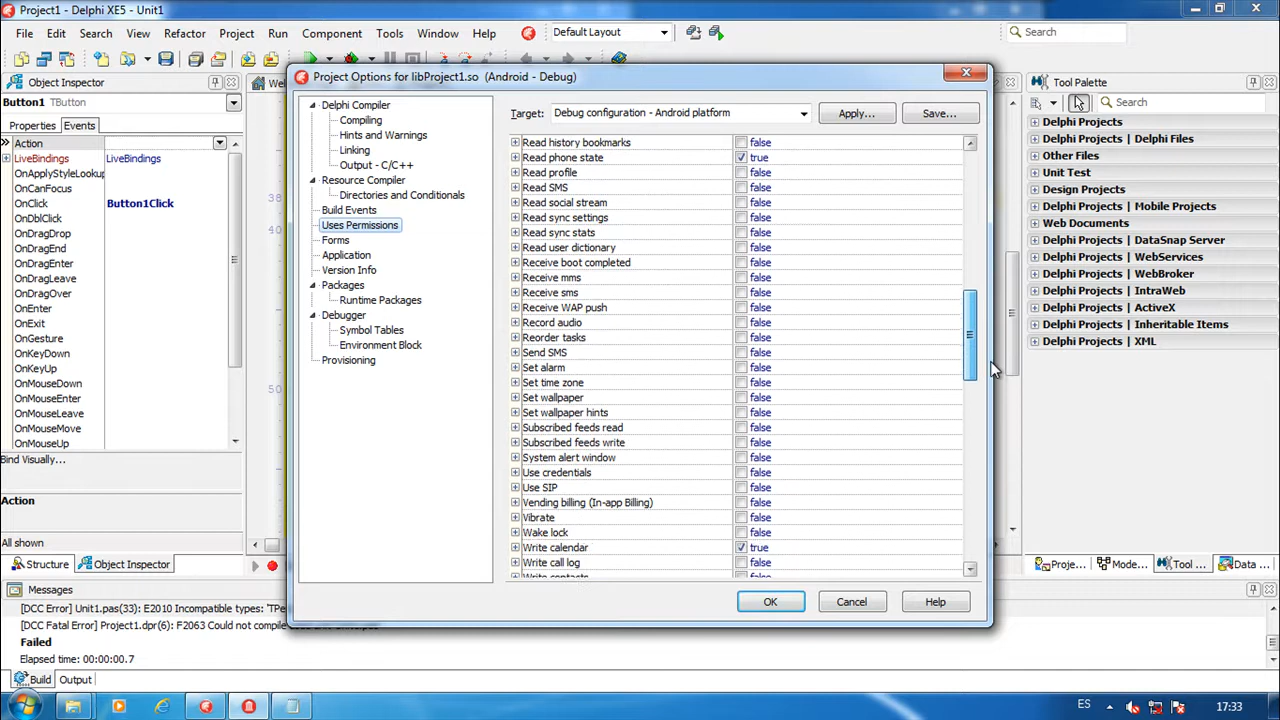 Project1 - Delphi XE5 - Unit1
File Edit Search View Refactor Project Run Component Tools Window Help Default Layout Search
Object Inspector
Button1 TButton
Properties Events
Action
LiveBindings LiveBindings
OnApplyStyleLookup
OnCanFocus
OnClick Button1Click
OnDblClick
OnDragDrop
OnDragEnd
OnDragEnter
OnDragLeave
OnDragOver
OnEnter
OnExit
OnGesture
OnKeyDown
OnKeyUp
OnMouseDown
OnMouseEnter
OnMouseLeave
OnMouseMove
OnMouseUp
Bind Visually...
Action
All shown
Structure Object Inspector
Wel
38
40
50
Project Options for libProject1.so (Android - Debug)
Delphi Compiler
Compiling
Hints and Warnings
Linking
Output - C/C++
Resource Compiler
Directories and Conditionals
Build Events
Uses Permissions
Forms
Application
Version Info
Packages
Runtime Packages
Debugger
Symbol Tables
Environment Block
Provisioning
Target: Debug configuration - Android platform Apply... Save...
Read history bookmarks false
Read phone state true
Read profile false
Read SMS false
Read social stream false
Read sync settings false
Read sync stats false
Read user dictionary false
Receive boot completed false
Receive mms false
Receive sms false
Receive WAP push false
Record audio false
Reorder tasks false
Send SMS false
Set alarm false
Set time zone false
Set wallpaper false
Set wallpaper hints false
Subscribed feeds read false
Subscribed feeds write false
System alert window false
Use credentials false
Use SIP false
Vending billing (In-app Billing) false
Vibrate false
Wake lock false
Write calendar true
Write call log false
Write contacts false
OK Cancel Help
Tool Palette
Search
Delphi Projects
Delphi Projects | Delphi Files
Other Files
Unit Test
Design Projects
Delphi Projects | Mobile Projects
Web Documents
Delphi Projects | DataSnap Server
Delphi Projects | WebServices
Delphi Projects | WebBroker
Delphi Projects | IntraWeb
Delphi Projects | ActiveX
Delphi Projects | Inheritable Items
Delphi Projects | XML
Proje... Mode... Tool ... Data ...
Messages
[DCC Error] Unit1.pas(33): E2010 Incompatible types: 'TPe
[DCC Fatal Error] Project1.dpr(6): F2063 Could not compile
Failed
Elapsed time: 00:00:00.7
Build Output
ES 17:33